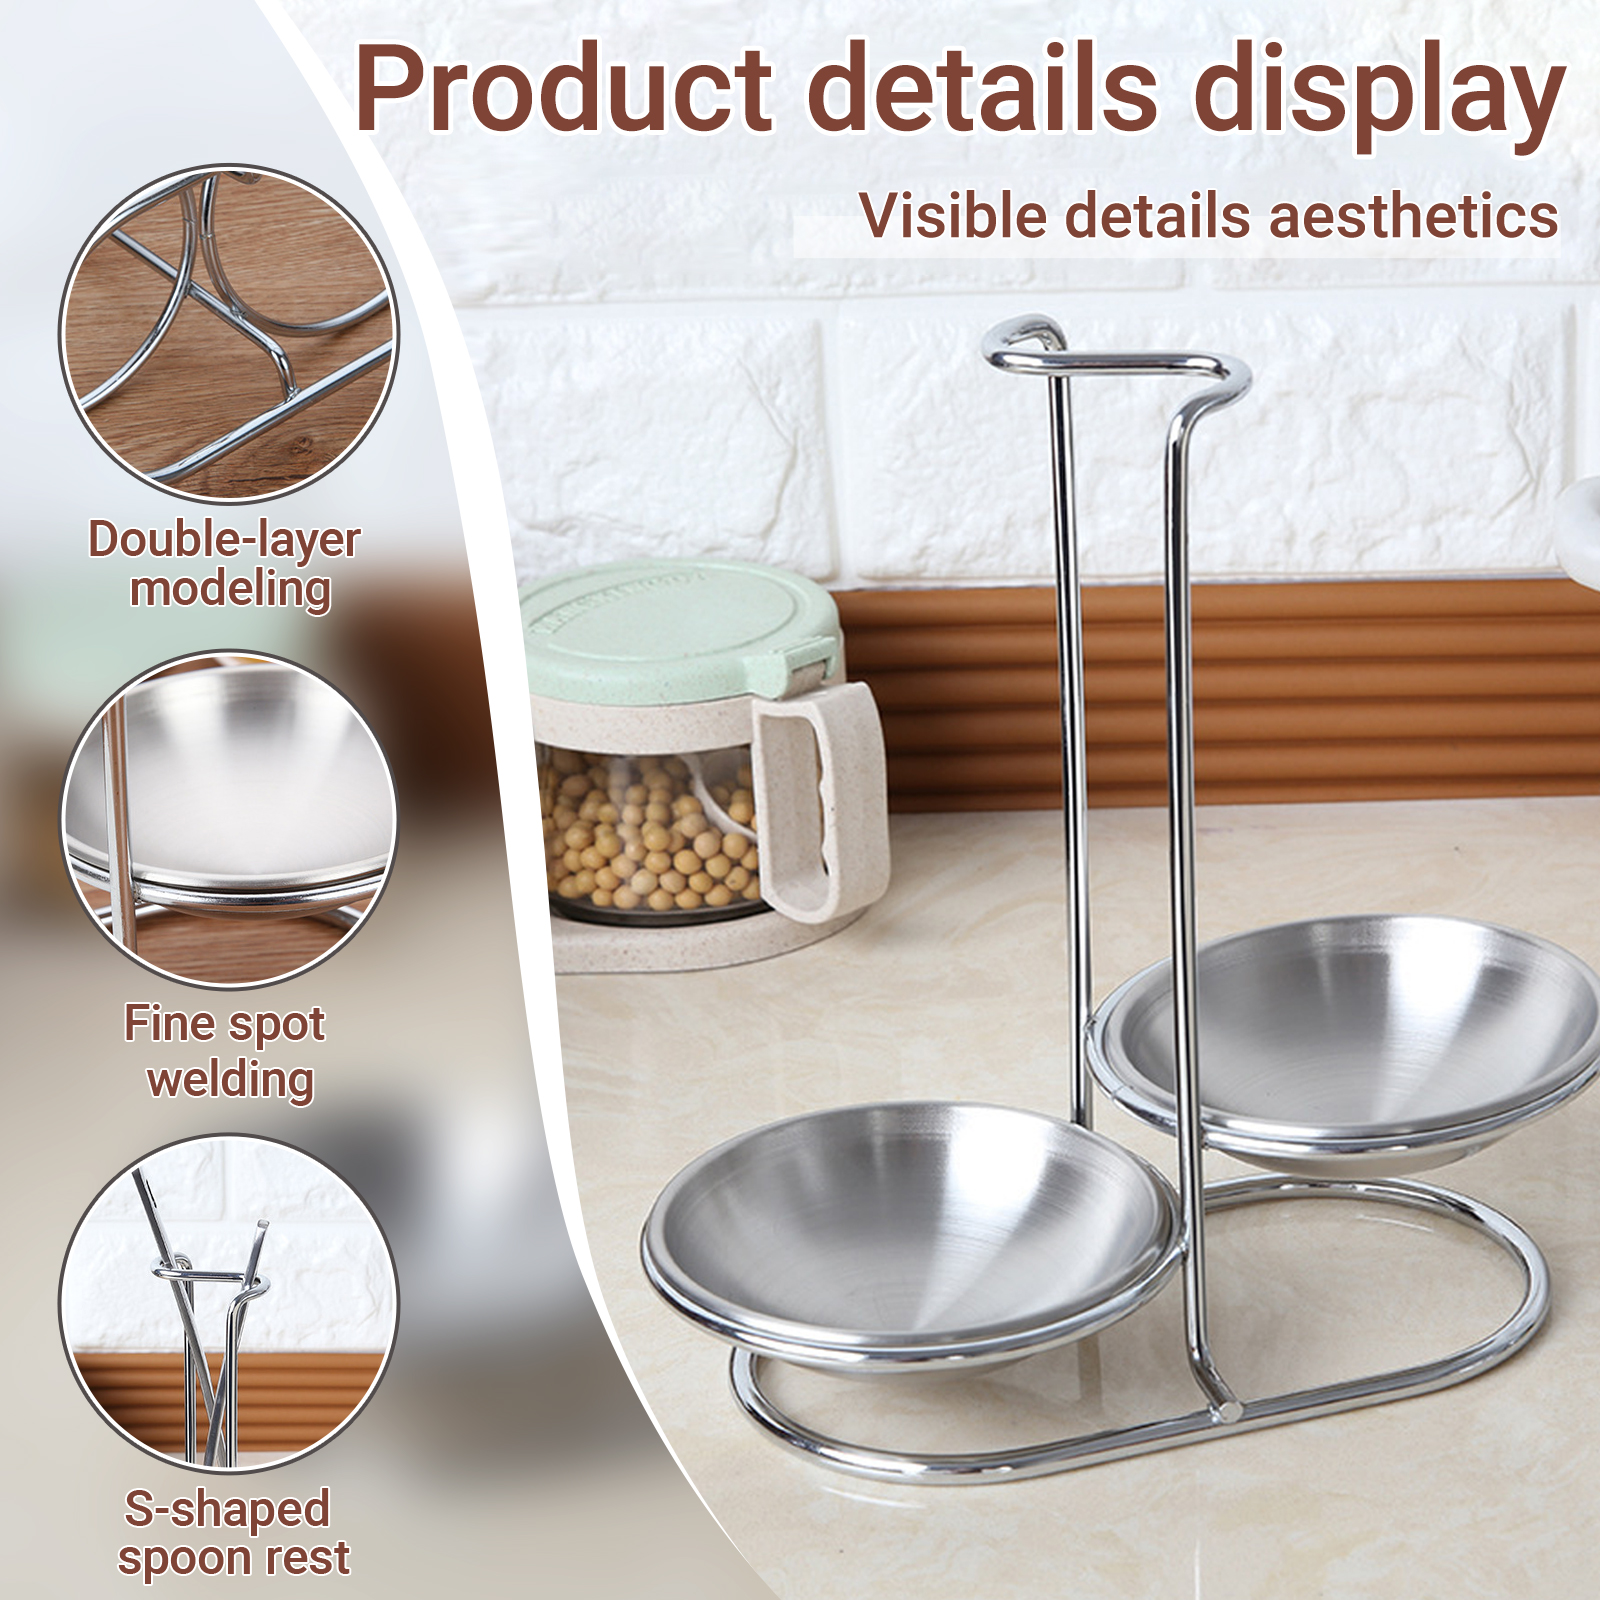 Product details display
Visible details aesthetics
Double-layer
modeling
Fine spot
welding
S-shaped
spoon rest